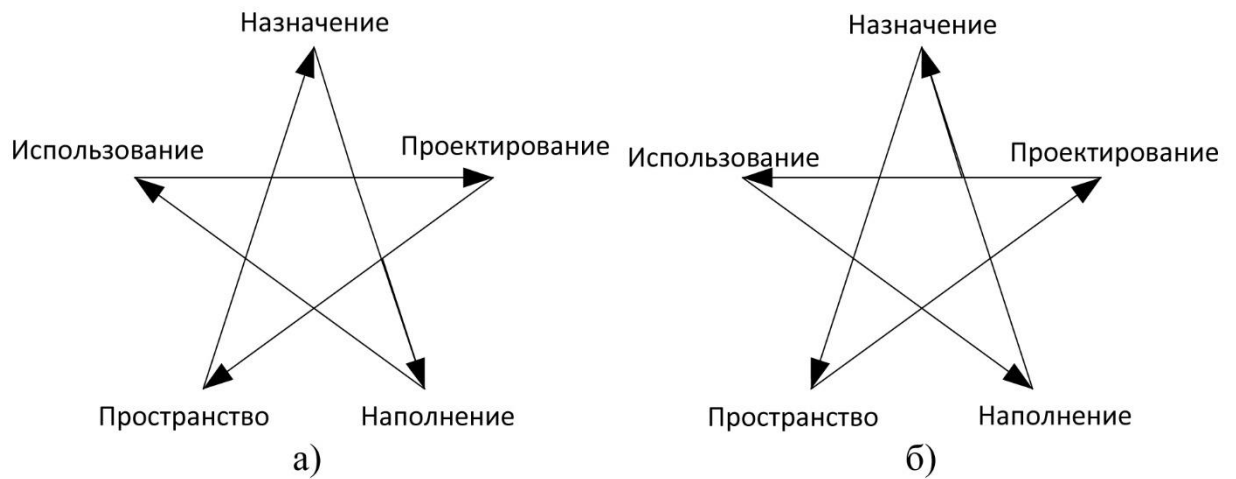 Назначение
Использование
Проектирование
Пространство
Наполнение
а)
Назначение
Использование
Проектирование
Пространство
Наполнение
б)